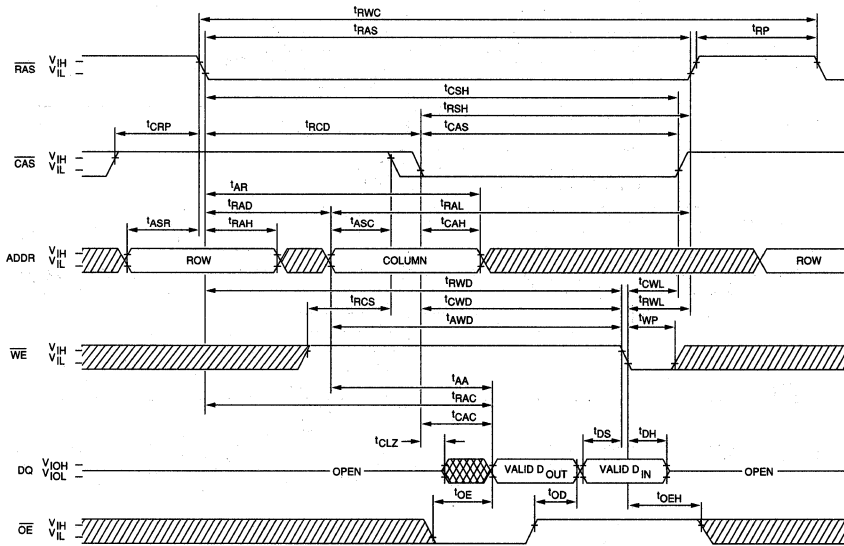 tRWC
tRAS tRP
RAS VIH
VIL
tCSH
tRSH
tCRP tRCD tCAS
CAS VIH
VIL
tAR
tRAD tRAL
tASR tRAH tASC tCAH
ADDR VIH
VIL ROW COLUMN ROW
tRWD tCWL
tRCS tCWD tRWL
tAWD tWP
WE VIH
VIL
tAA
tRAC
tCAC
tCLZ tDS tDH
DQ VIOH
VIOL OPEN VALID DOUT VALID DIN OPEN
tOE tOD tOEH
OE VIH
VIL